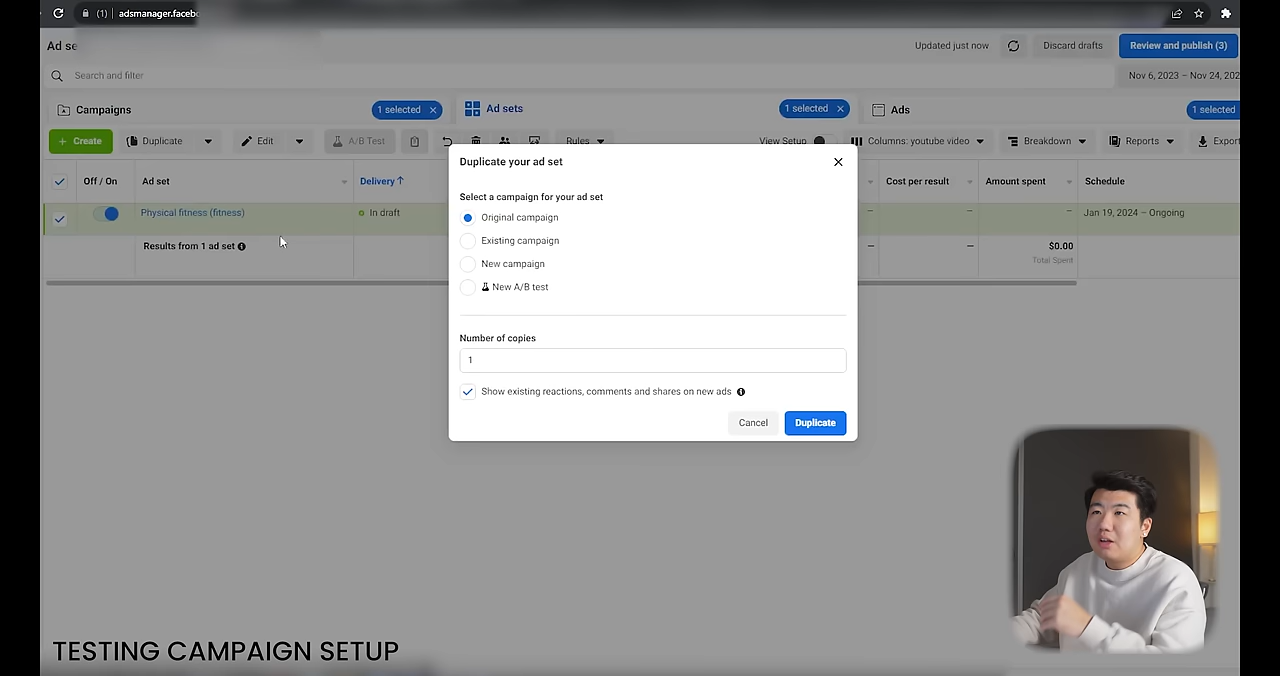 (1) adsmanager.facebo
Ad se
Updated just now
Discard drafts
Review and publish (3)
Search and filter
Nov 6, 2023 – Nov 24, 202
Campaigns
1 selected ×
Ad sets
1 selected ×
Ads
1 selected
+ Create
Duplicate
Edit
A/B Test
Rules
View Setup
Columns: youtube video
Breakdown
Reports
Export
Off / On
Ad set
Delivery ↑
Cost per result
Amount spent
Schedule
Physical fitness (fitness)
In draft
–
–
–
Jan 19, 2024 – Ongoing
Results from 1 ad set
–
–
$0.00
Total Spent
Duplicate your ad set
Select a campaign for your ad set
Original campaign
Existing campaign
New campaign
New A/B test
Number of copies
1
Show existing reactions, comments and shares on new ads
Cancel
Duplicate
TESTING CAMPAIGN SETUP